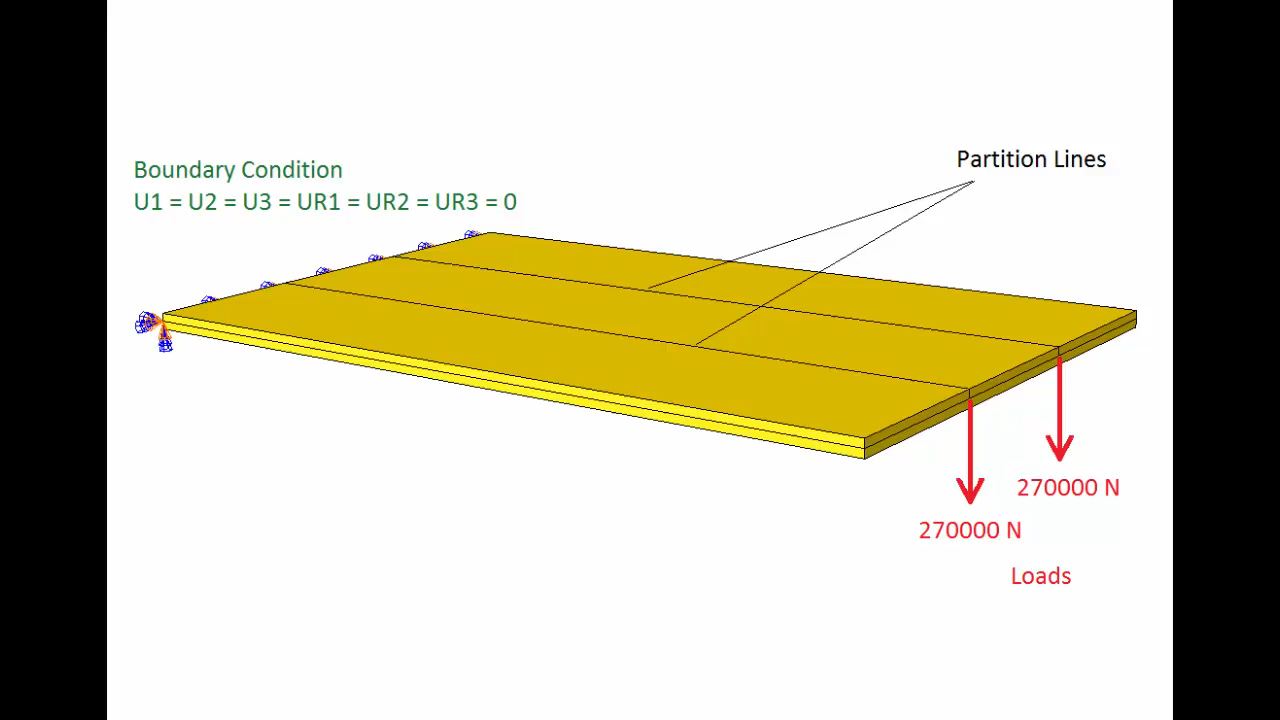 Partition Lines
Boundary Condition
U1 = U2 = U3 = UR1 = UR2 = UR3 = 0
270000 N
270000 N
Loads